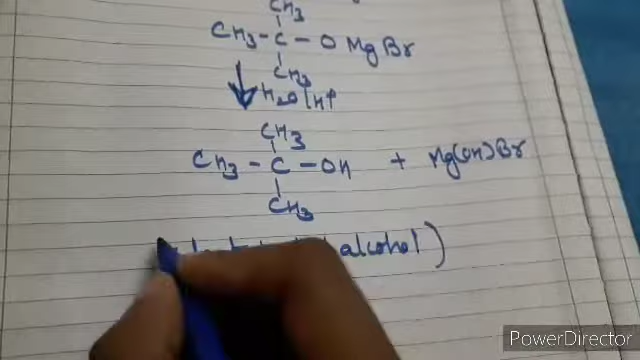 CH₃
CH₃-C-O MgBr
CH₃
H₂O/H⁺
CH₃
CH₃-C-OH + Mg(OH)Br
CH₃
alcohol)
PowerDirector